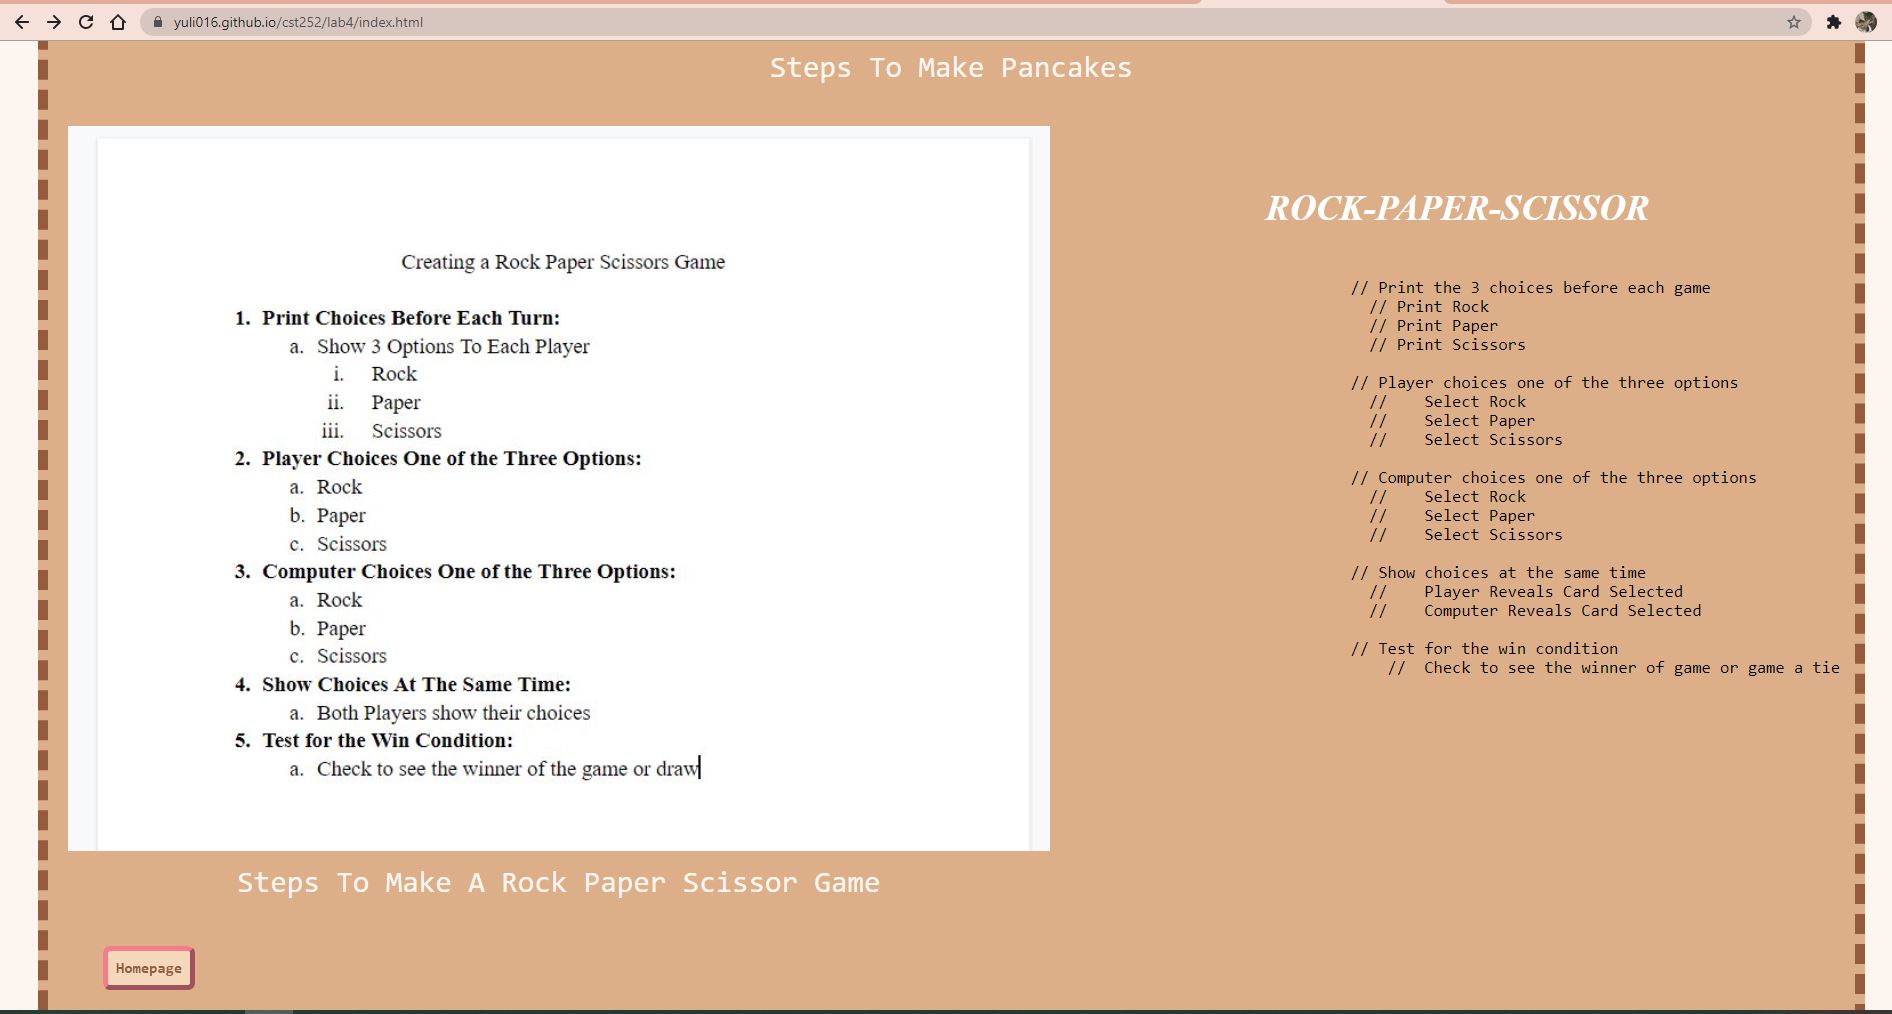 yuli016.github.io/cst252/lab4/index.html
Steps To Make Pancakes
Creating a Rock Paper Scissors Game
1. Print Choices Before Each Turn:
a. Show 3 Options To Each Player
i. Rock
ii. Paper
iii. Scissors
2. Player Choices One of the Three Options:
a. Rock
b. Paper
c. Scissors
3. Computer Choices One of the Three Options:
a. Rock
b. Paper
c. Scissors
4. Show Choices At The Same Time:
a. Both Players show their choices
5. Test for the Win Condition:
a. Check to see the winner of the game or draw
Steps To Make A Rock Paper Scissor Game
ROCK-PAPER-SCISSOR
// Print the 3 choices before each game
// Print Rock
// Print Paper
// Print Scissors
// Player choices one of the three options
// Select Rock
// Select Paper
// Select Scissors
// Computer choices one of the three options
// Select Rock
// Select Paper
// Select Scissors
// Show choices at the same time
// Player Reveals Card Selected
// Computer Reveals Card Selected
// Test for the win condition
// Check to see the winner of game or game a tie
Homepage